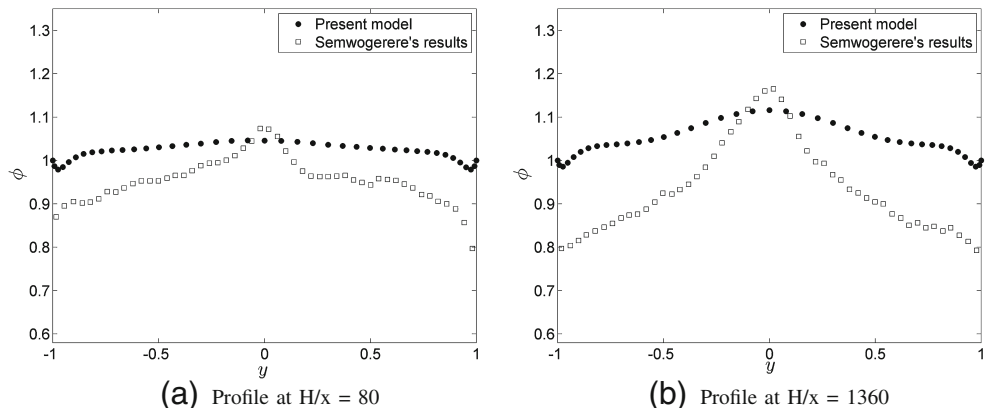 1.3
1.2
1.1
1
0.9
0.8
0.7
0.6
ϕ
-1
-0.5
0
0.5
1
y
Present model
Semwogerere's results
(a) Profile at H/x = 80
1.3
1.2
1.1
1
0.9
0.8
0.7
0.6
ϕ
-1
-0.5
0
0.5
1
y
Present model
Semwogerere's results
(b) Profile at H/x = 1360